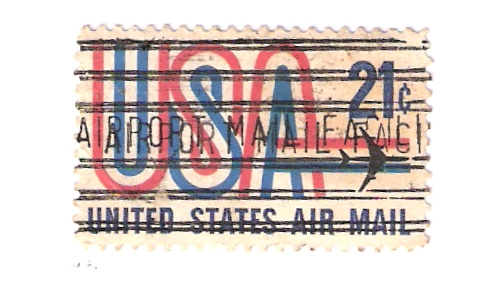 USA
21¢
AIRPORT MAIL FACI
UNITED STATES AIR MAIL